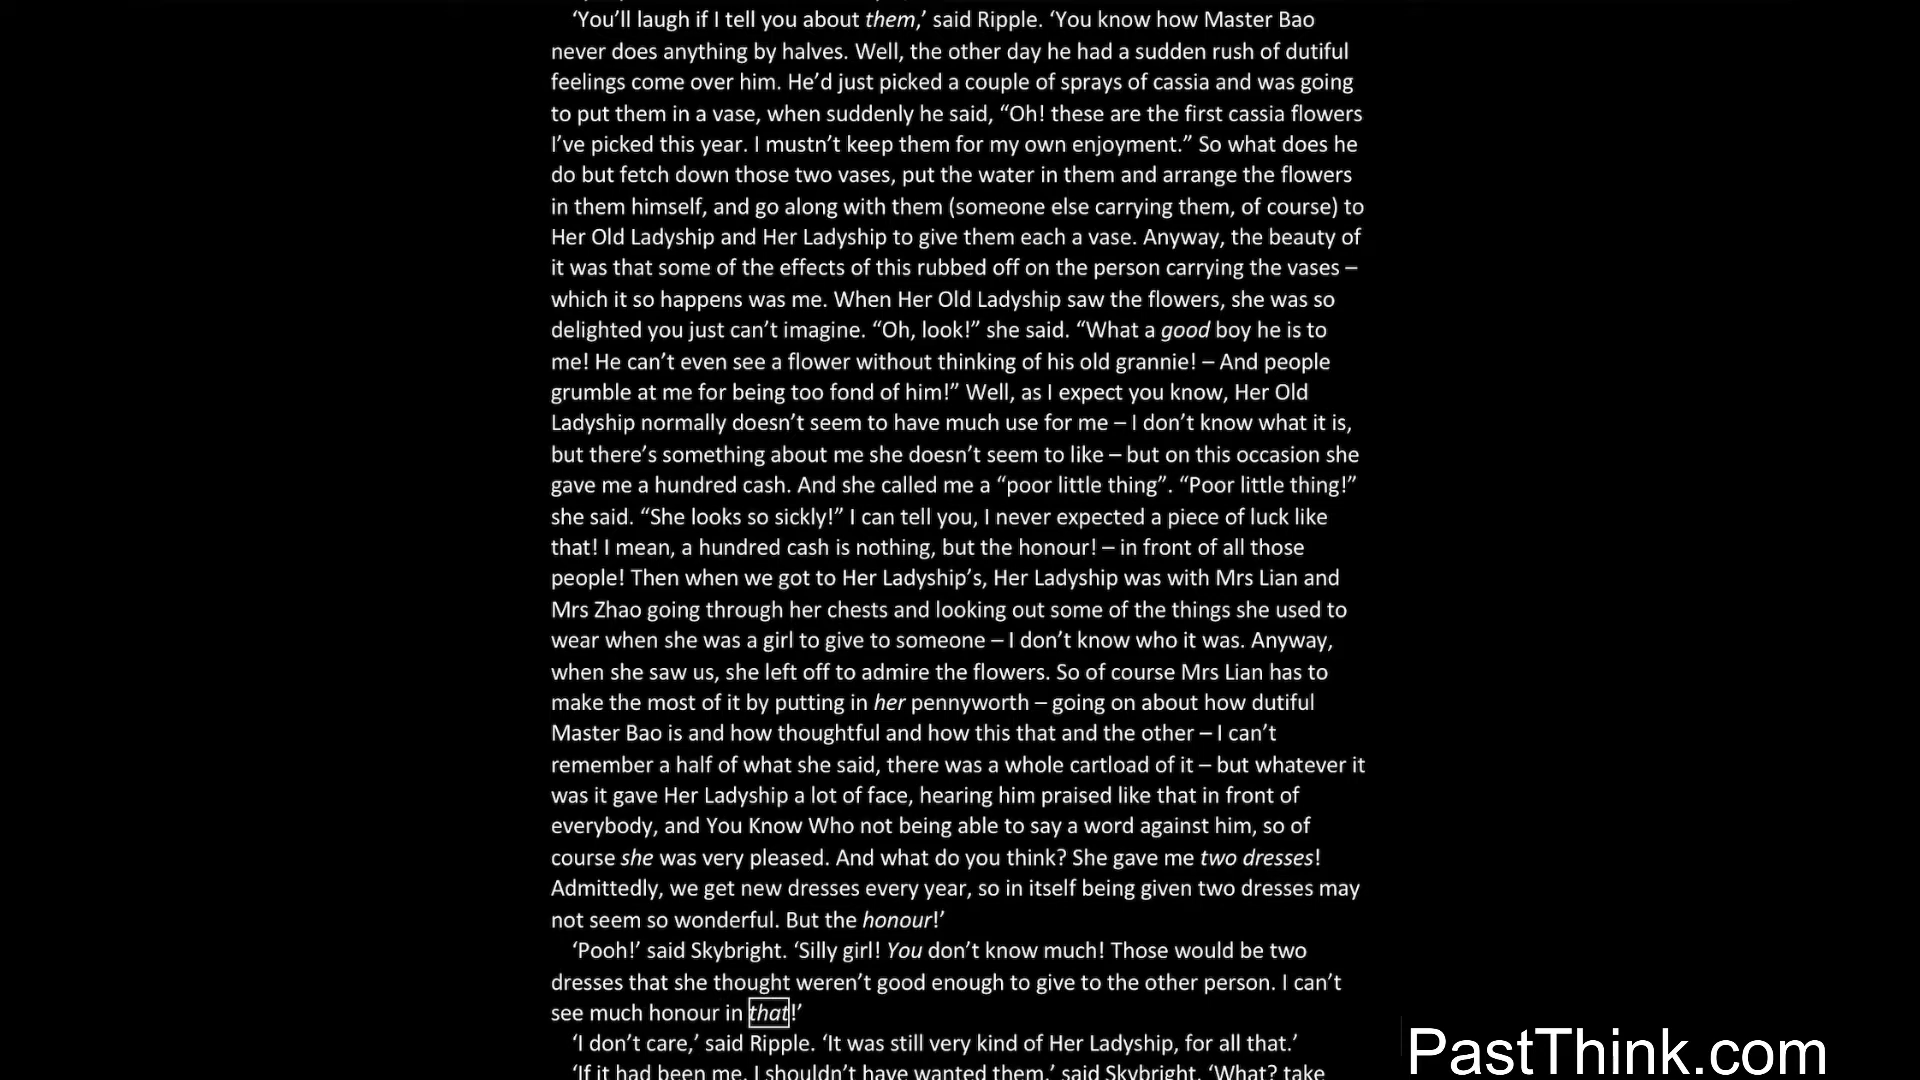 ‘You’ll laugh if I tell you about them,’ said Ripple. ‘You know how Master Bao
never does anything by halves. Well, the other day he had a sudden rush of dutiful
feelings come over him. He’d just picked a couple of sprays of cassia and was going
to put them in a vase, when suddenly he said, “Oh! these are the first cassia flowers
I’ve picked this year. I mustn’t keep them for my own enjoyment.” So what does he
do but fetch down those two vases, put the water in them and arrange the flowers
in them himself, and go along with them (someone else carrying them, of course) to
Her Old Ladyship and Her Ladyship to give them each a vase. Anyway, the beauty of
it was that some of the effects of this rubbed off on the person carrying the vases –
which it so happens was me. When Her Old Ladyship saw the flowers, she was so
delighted you just can’t imagine. “Oh, look!” she said. “What a good boy he is to
me! He can’t even see a flower without thinking of his old grannie! – And people
grumble at me for being too fond of him!” Well, as I expect you know, Her Old
Ladyship normally doesn’t seem to have much use for me – I don’t know what it is,
but there’s something about me she doesn’t seem to like – but on this occasion she
gave me a hundred cash. And she called me a “poor little thing”. “Poor little thing!”
she said. “She looks so sickly!” I can tell you, I never expected a piece of luck like
that! I mean, a hundred cash is nothing, but the honour! – in front of all those
people! Then when we got to Her Ladyship’s, Her Ladyship was with Mrs Lian and
Mrs Zhao going through her chests and looking out some of the things she used to
wear when she was a girl to give to someone – I don’t know who it was. Anyway,
when she saw us, she left off to admire the flowers. So of course Mrs Lian has to
make the most of it by putting in her pennyworth – going on about how dutiful
Master Bao is and how thoughtful and how this that and the other – I can’t
remember a half of what she said, there was a whole cartload of it – but whatever it
was it gave Her Ladyship a lot of face, hearing him praised like that in front of
everybody, and You Know Who not being able to say a word against him, so of
course she was very pleased. And what do you think? She gave me two dresses!
Admittedly, we get new dresses every year, so in itself being given two dresses may
not seem so wonderful. But the honour!’
‘Pooh!’ said Skybright. ‘Silly girl! You don’t know much! Those would be two
dresses that she thought weren’t good enough to give to the other person. I can’t
see much honour in that!’
‘I don’t care,’ said Ripple. ‘It was still very kind of Her Ladyship, for all that.’
‘If it had been me, I shouldn’t have wanted them,’ said Skybright. ‘What? take
PastThink.com